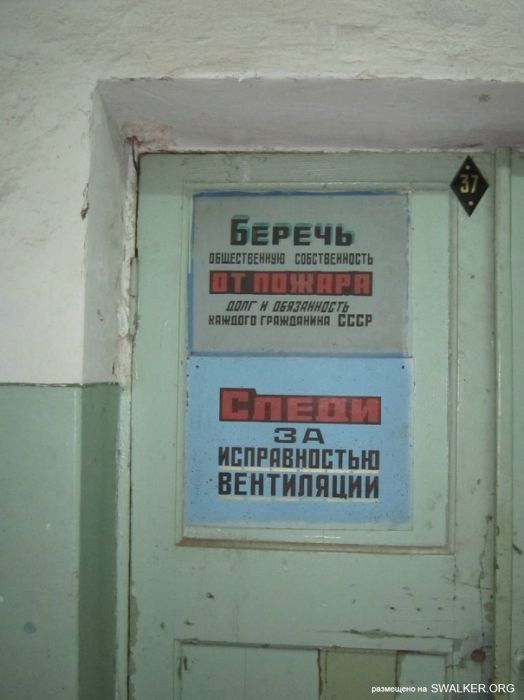 37
Беречь
общественную собственность
от пожара
долг и обязанность
каждого гражданина СССР
Следи
за
исправностью
вентиляции
размещено на SWALKER.ORG